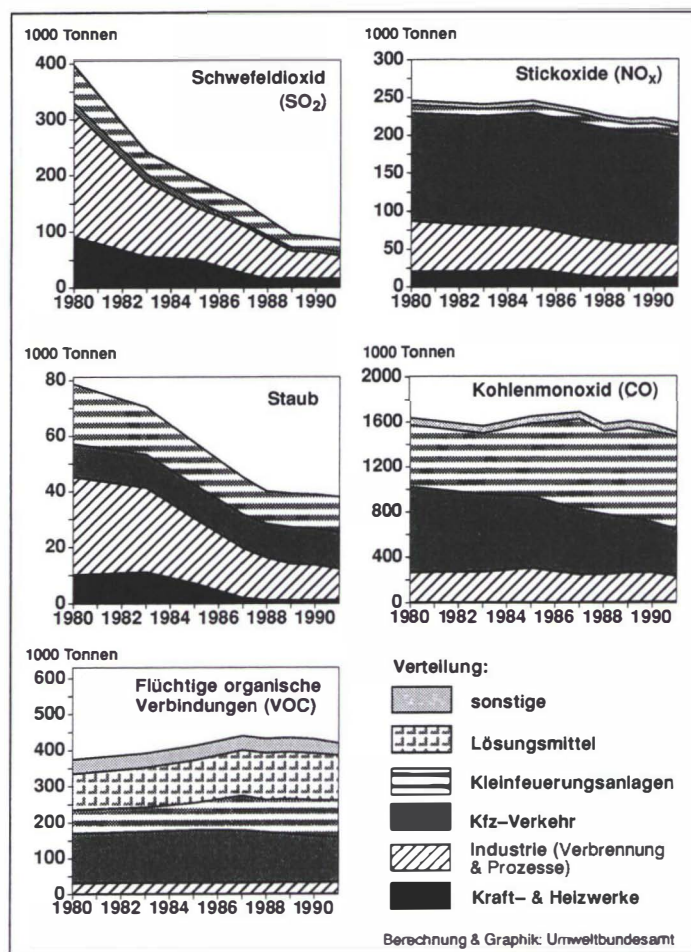 1000 Tonnen
400
300
200
100
0
Schwefeldioxid
(SO₂)
1980 1982 1984 1986 1988 1990
1000 Tonnen
300
250
200
150
100
50
0
Stickoxide (NOₓ)
1980 1982 1984 1986 1988 1990
1000 Tonnen
80
60
40
20
0
Staub
1980 1982 1984 1986 1988 1990
1000 Tonnen
2000
1600
1200
800
400
0
Kohlenmonoxid (CO)
1980 1982 1984 1986 1988 1990
1000 Tonnen
600
500
400
300
200
100
0
Flüchtige organische
Verbindungen (VOC)
1980 1982 1984 1986 1988 1990
Verteilung:
sonstige
Lösungsmittel
Kleinfeuerungsanlagen
Kfz–Verkehr
Industrie (Verbrennung
& Prozesse)
Kraft– & Heizwerke
Berechnung & Graphik: Umweltbundesamt